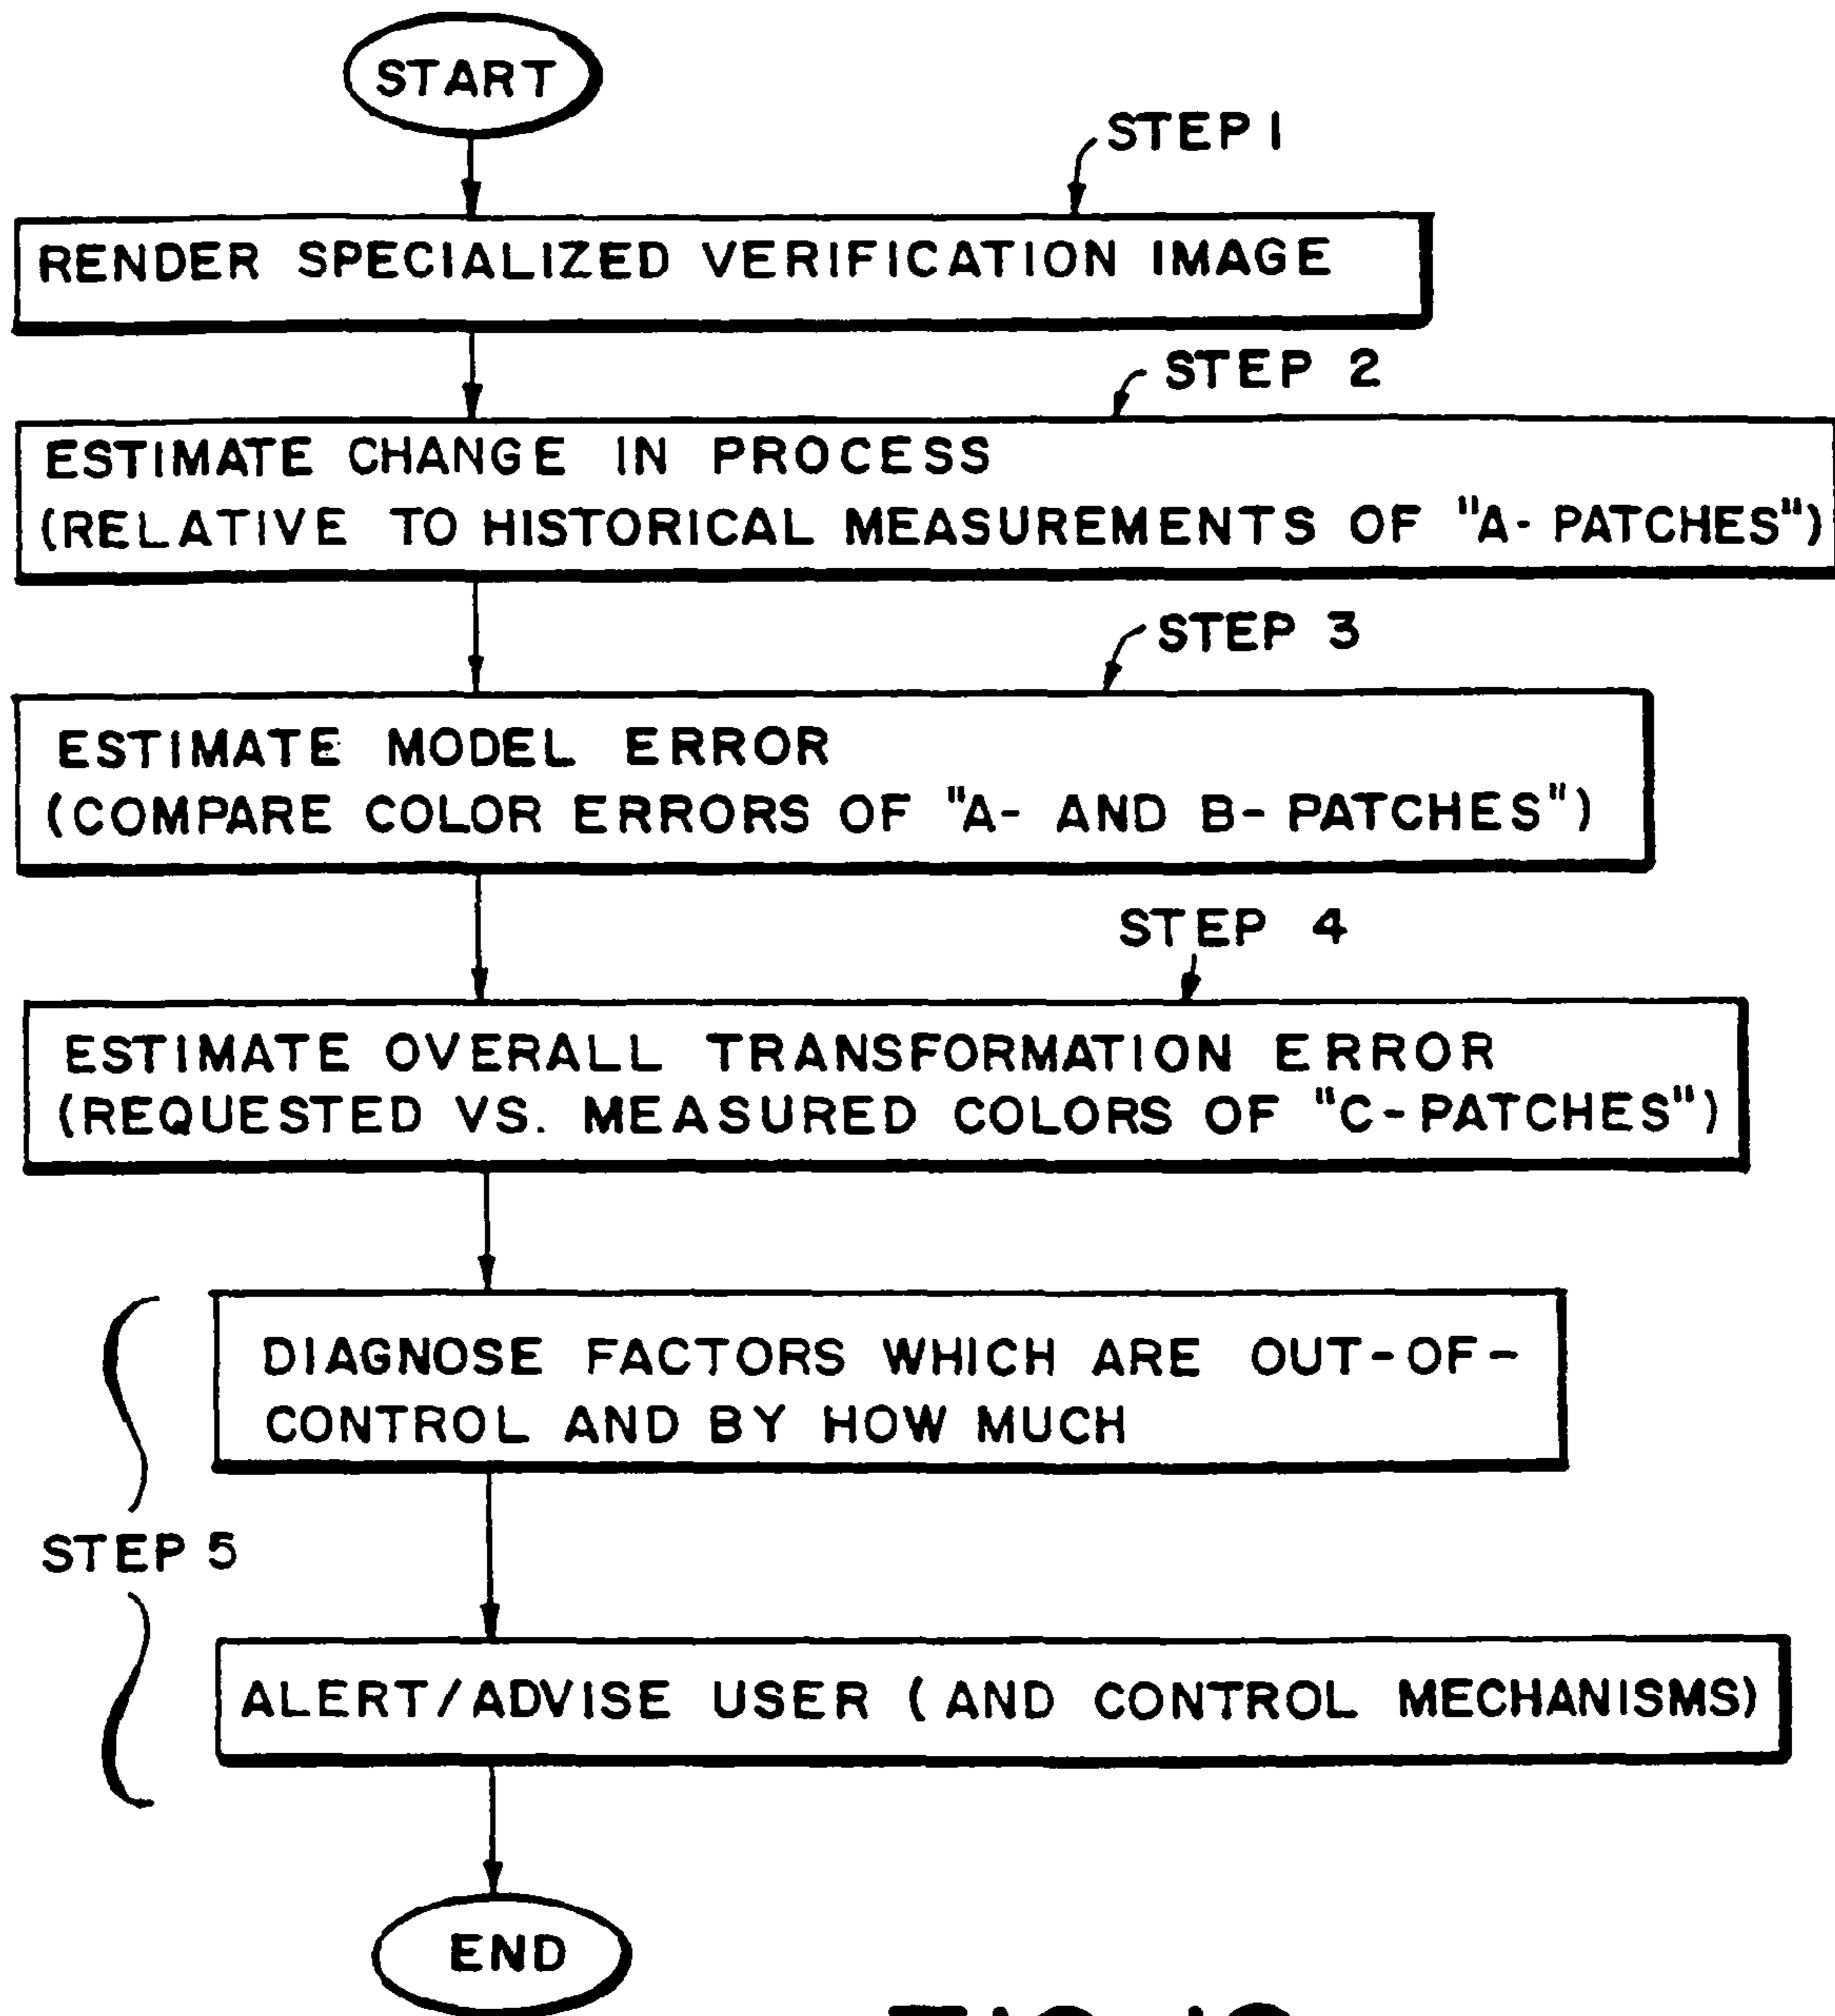 START
STEP 1
RENDER SPECIALIZED VERIFICATION IMAGE
STEP 2
ESTIMATE CHANGE IN PROCESS
(RELATIVE TO HISTORICAL MEASUREMENTS OF "A- PATCHES")
STEP 3
ESTIMATE MODEL ERROR
(COMPARE COLOR ERRORS OF "A- AND B- PATCHES")
STEP 4
ESTIMATE OVERALL TRANSFORMATION ERROR
(REQUESTED VS. MEASURED COLORS OF "C-PATCHES")
DIAGNOSE FACTORS WHICH ARE OUT-OF-
CONTROL AND BY HOW MUCH
STEP 5
ALERT/ADVISE USER (AND CONTROL MECHANISMS)
END